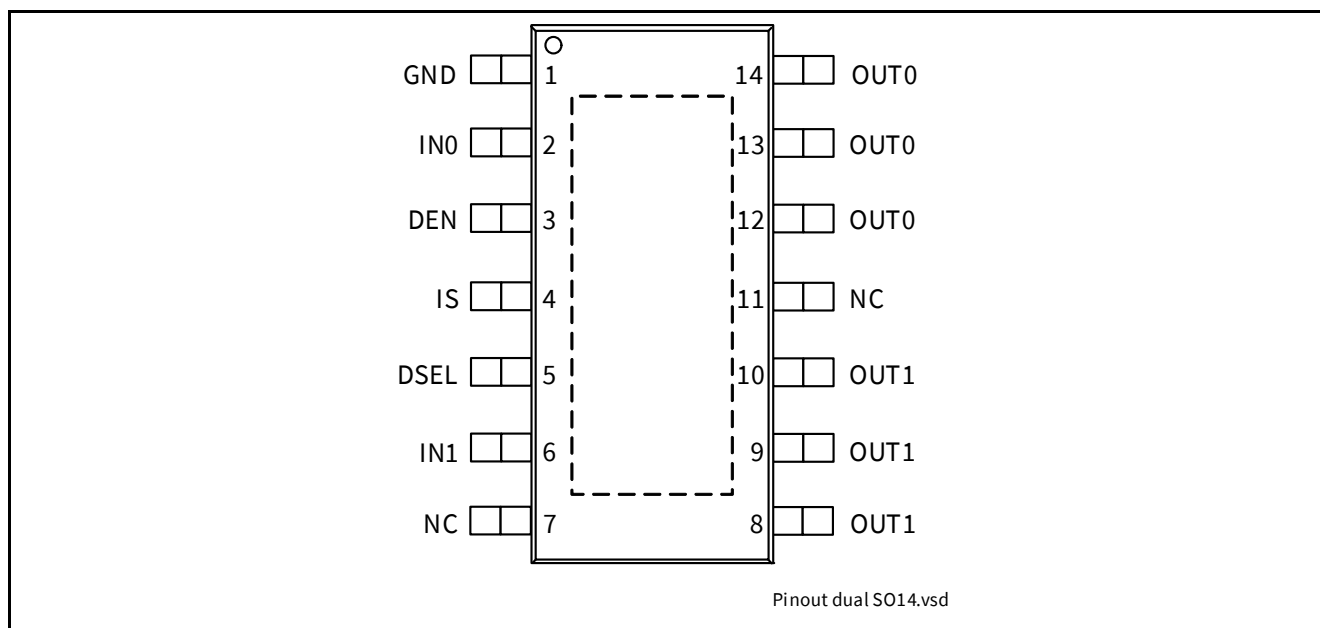 GND 1 14 OUT0
IN0 2 13 OUT0
DEN 3 12 OUT0
IS 4 11 NC
DSEL 5 10 OUT1
IN1 6 9 OUT1
NC 7 8 OUT1
Pinout dual SO14.vsd